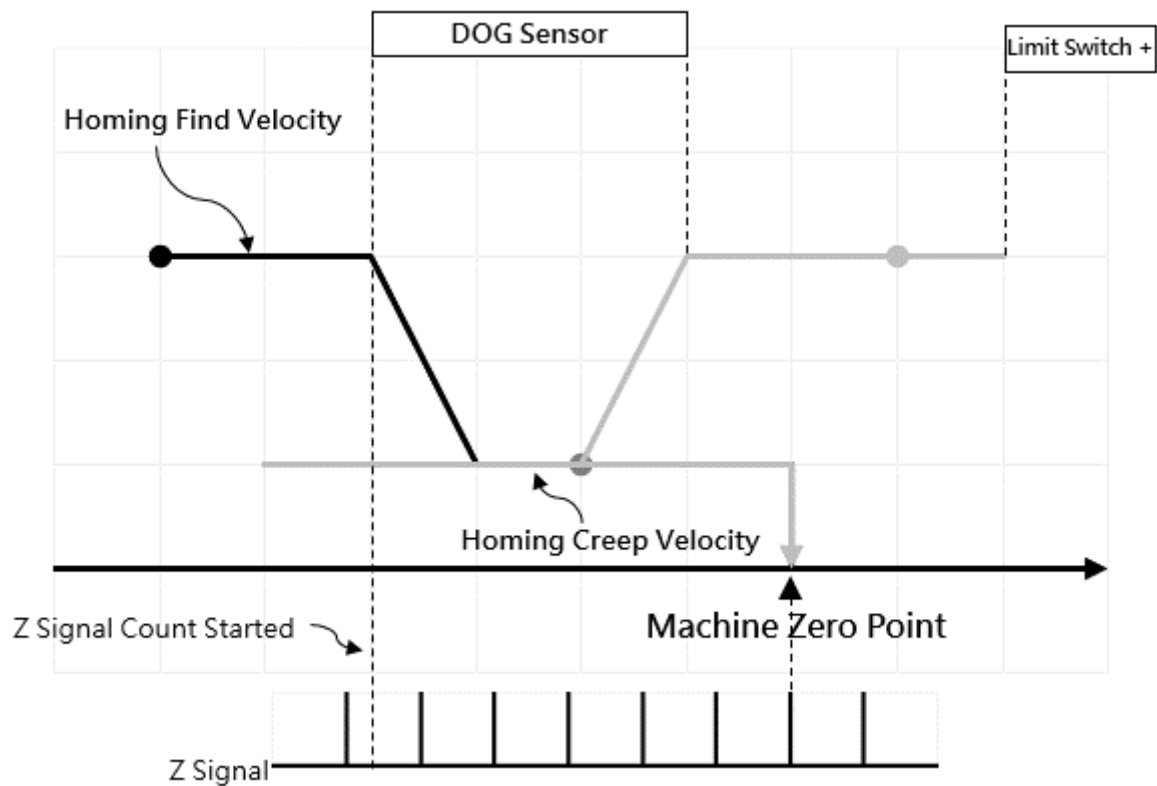 DOG Sensor
Limit Switch +
Homing Find Velocity
Homing Creep Velocity
Z Signal Count Started
Machine Zero Point
Z Signal